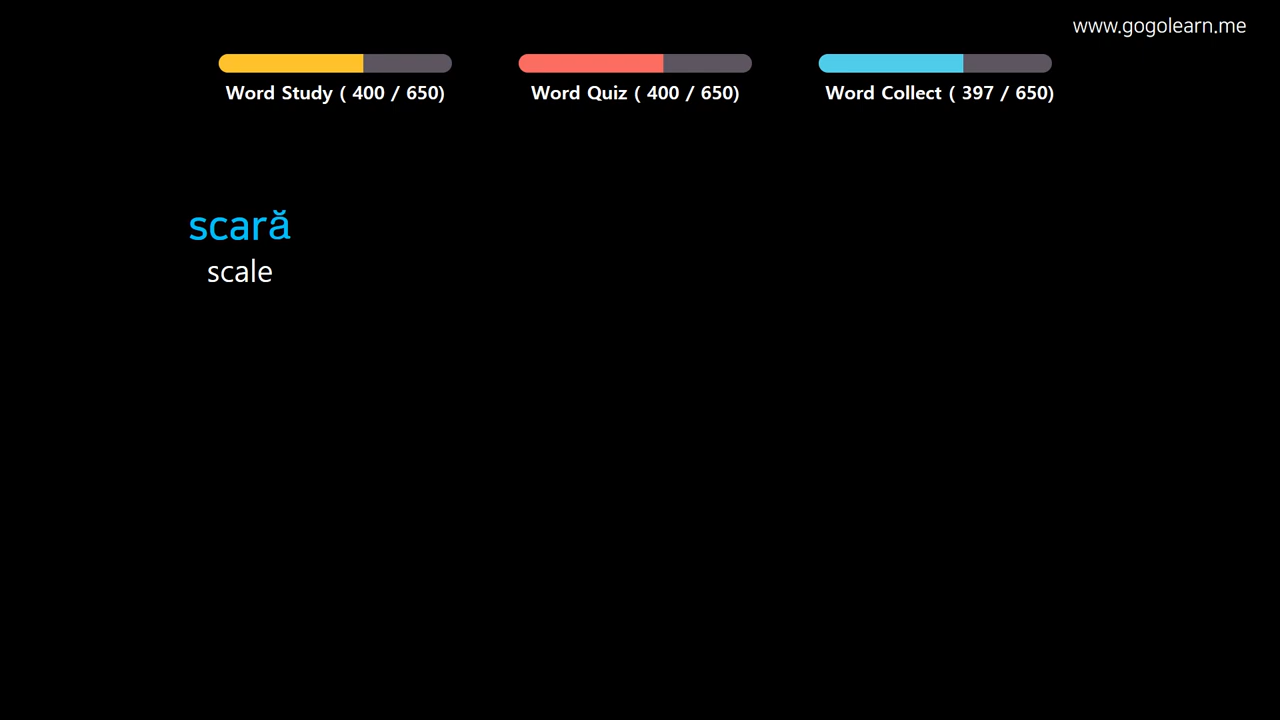 www.gogolearn.me
Word Study ( 400 / 650)
Word Quiz ( 400 / 650)
Word Collect ( 397 / 650)
scară
scale